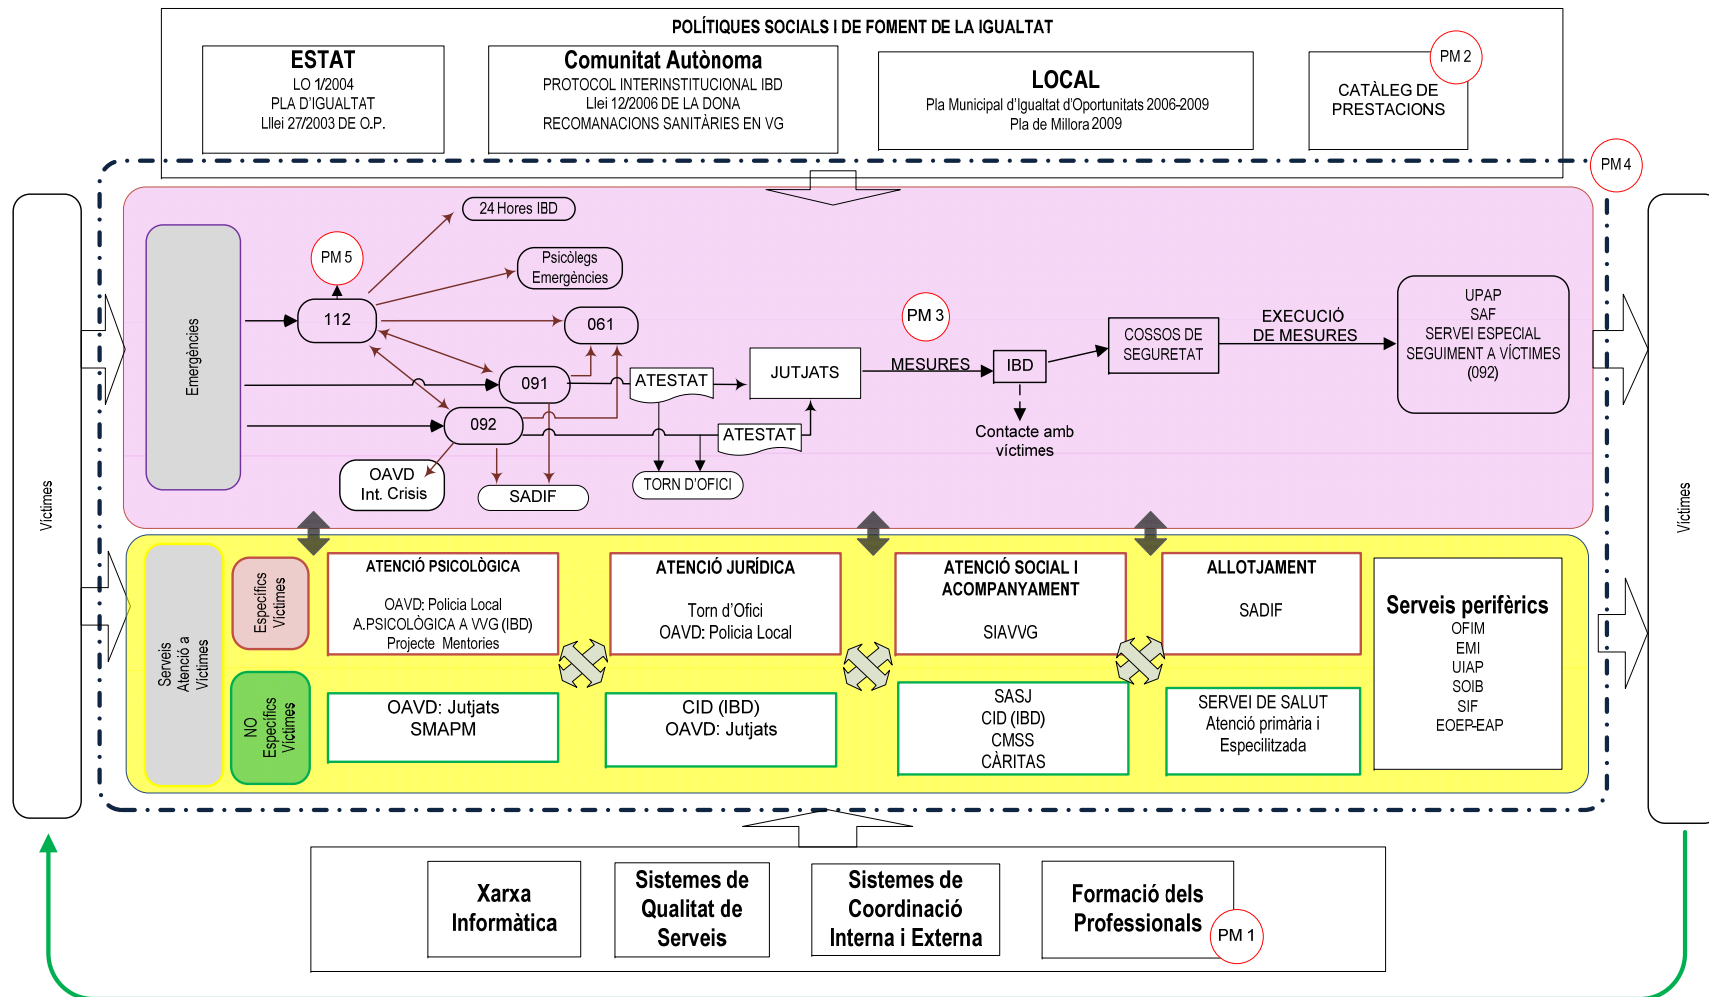 POLÍTIQUES SOCIALS I DE FOMENT DE LA IGUALTAT
ESTAT
LO 1/2004
PLA D'IGUALTAT
Lllei 27/2003 DE O.P.
Comunitat Autònoma
PROTOCOL INTERINSTITUCIONAL IBD
Llei 12/2006 DE LA DONA
RECOMANACIONS SANITÀRIES EN VG
LOCAL
Pla Municipal d'Igualtat d'Oportunitats 2006-2009
Pla de Millora 2009
PM 2
CATÀLEG DE
PRESTACIONS
PM 4
Víctimes
Emergències
24 Hores IBD
PM 5
Psicòlegs
Emergències
112
061
091
092
OAVD
Int. Crisis
SADIF
ATESTAT
ATESTAT
TORN D'OFICI
JUTJATS
PM 3
MESURES
IBD
Contacte amb
víctimes
COSSOS DE
SEGURETAT
EXECUCIÓ
DE MESURES
UPAP
SAF
SERVEI ESPECIAL
SEGUIMENT A VÍCTIMES
(092)
Víctimes
Serveis
Atenció a
Víctimes
Específics
Víctimes
NO
Específics
Víctimes
ATENCIÓ PSICOLÒGICA
OAVD: Policia Local
A.PSICOLÒGICA A VVG (IBD)
Projecte Mentories
ATENCIÓ JURÍDICA
Torn d'Ofici
OAVD: Policia Local
ATENCIÓ SOCIAL I
ACOMPANYAMENT
SIAVVG
ALLOTJAMENT
SADIF
OAVD: Jutjats
SMAPM
CID (IBD)
OAVD: Jutjats
SASJ
CID (IBD)
CMSS
CÀRITAS
SERVEI DE SALUT
Atenció primària i
Especilitzada
Serveis perifèrics
OFIM
EMI
UIAP
SOIB
SIF
EOEP-EAP
Xarxa
Informàtica
Sistemes de
Qualitat de
Serveis
Sistemes de
Coordinació
Interna i Externa
Formació dels
Professionals
PM 1